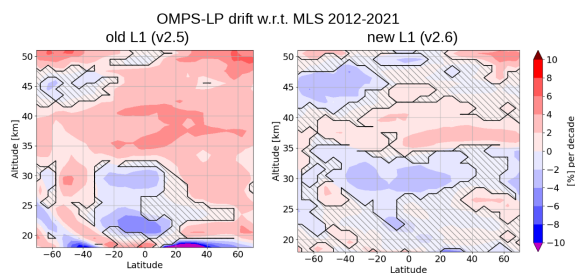 OMPS-LP drift w.r.t. MLS 2012-2021
old L1 (v2.5)
new L1 (v2.6)
50
45
40
35
30
25
20
Altitude [km]
−60 −40 −20 0 20 40 60
Latitude
50
45
40
35
30
25
20
Altitude [km]
−60 −40 −20 0 20 40 60
Latitude
10
8
6
4
2
0
−2
−4
−6
−8
−10
[%] per decade